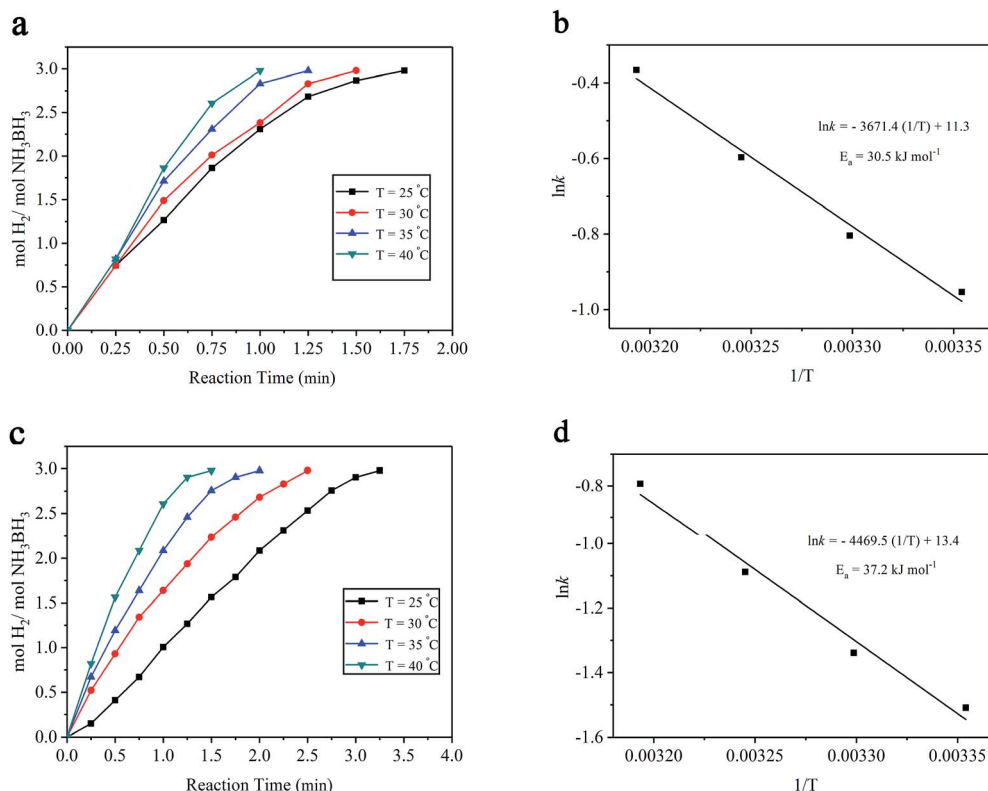 a
3.0
2.5
2.0
1.5
1.0
0.5
0.0
mol H₂/ mol NH₃BH₃
T = 25 °C
T = 30 °C
T = 35 °C
T = 40 °C
0.00 0.25 0.50 0.75 1.00 1.25 1.50 1.75 2.00
Reaction Time (min)
b
-0.4
-0.6
-0.8
-1.0
lnk
lnk = - 3671.4 (1/T) + 11.3
Eₐ = 30.5 kJ mol⁻¹
0.00320 0.00325 0.00330 0.00335
1/T
c
3.0
2.5
2.0
1.5
1.0
0.5
0.0
mol H₂/ mol NH₃BH₃
T = 25 °C
T = 30 °C
T = 35 °C
T = 40 °C
0.0 0.5 1.0 1.5 2.0 2.5 3.0 3.5 4.0
Reaction Time (min)
d
-0.8
-1.0
-1.2
-1.4
-1.6
lnk
lnk = - 4469.5 (1/T) + 13.4
Eₐ = 37.2 kJ mol⁻¹
0.00320 0.00325 0.00330 0.00335
1/T